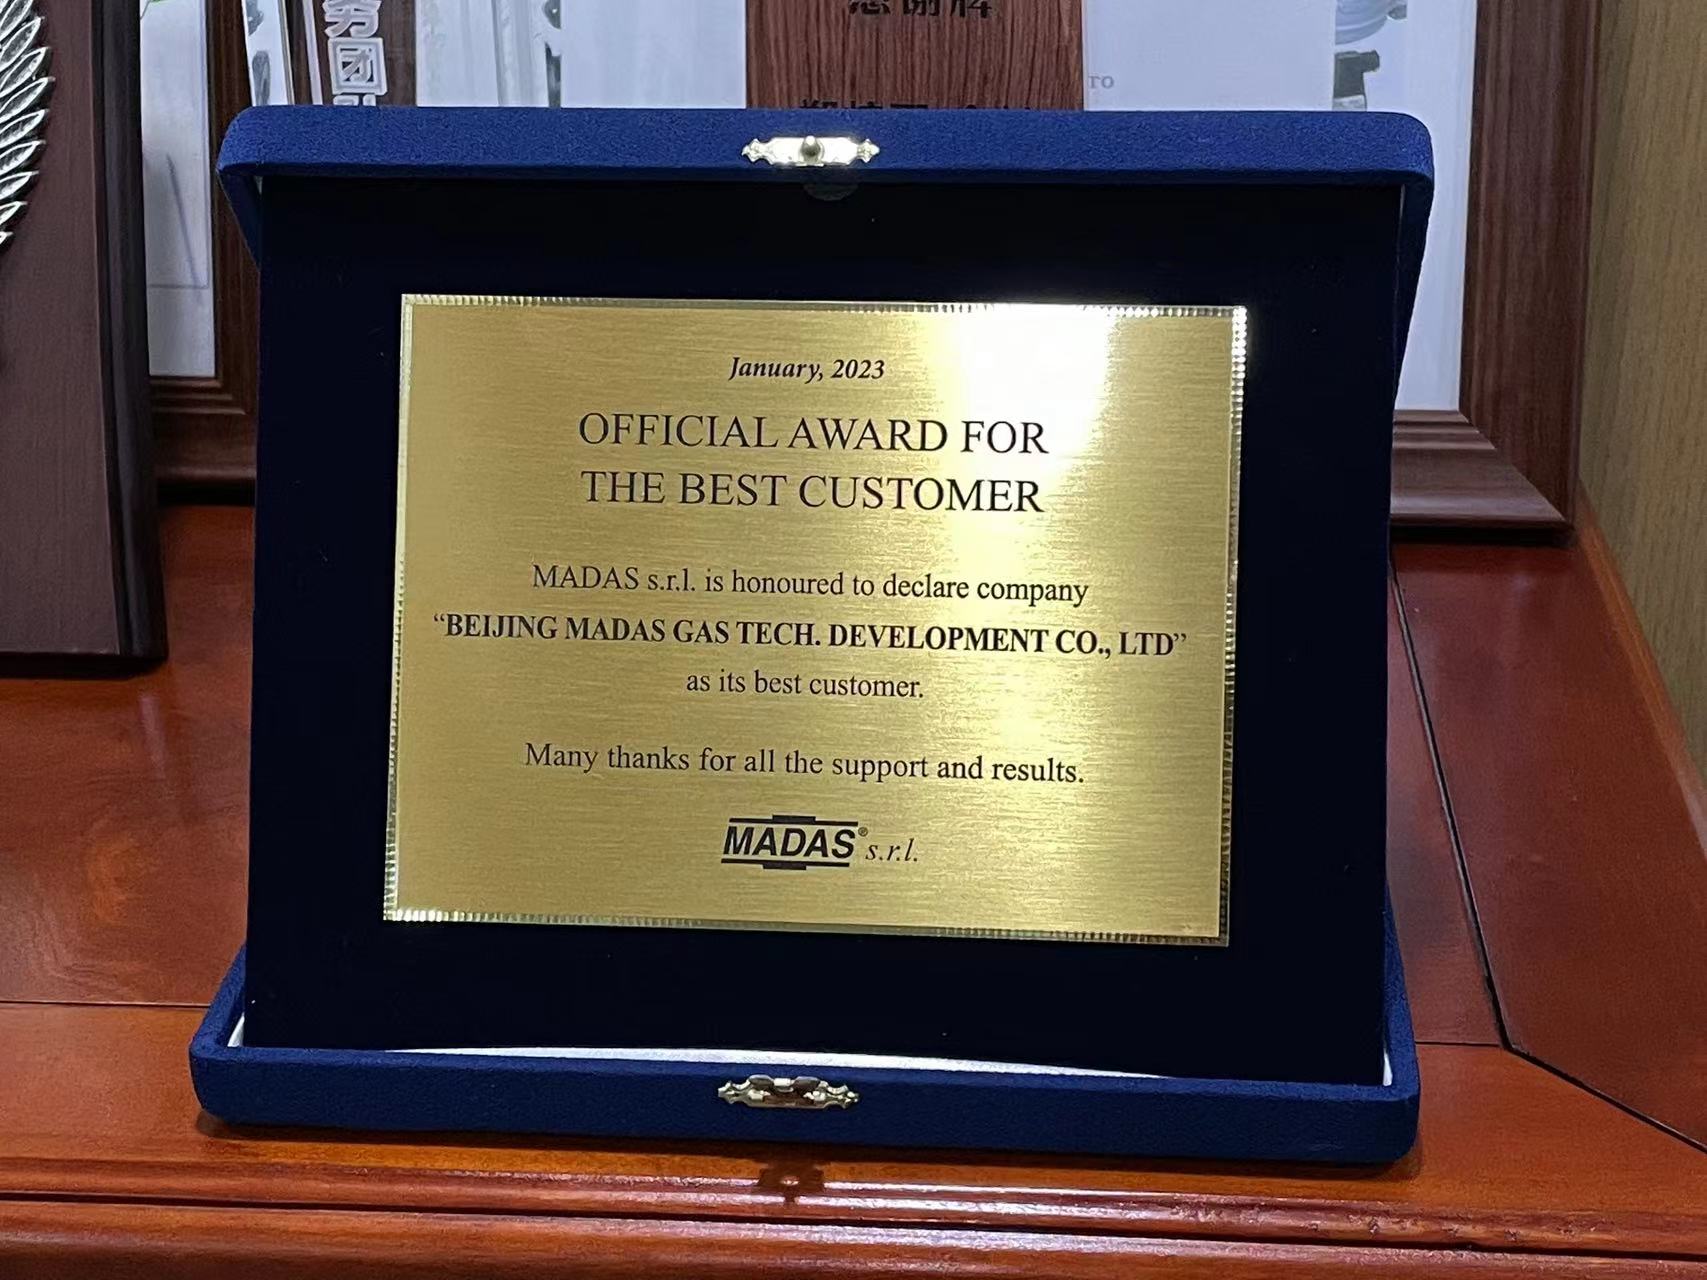 团
January, 2023
OFFICIAL AWARD FOR
THE BEST CUSTOMER
MADAS s.r.l. is honoured to declare company
“BEIJING MADAS GAS TECH. DEVELOPMENT CO., LTD”
as its best customer.
Many thanks for all the support and results.
MADAS® s.r.l.